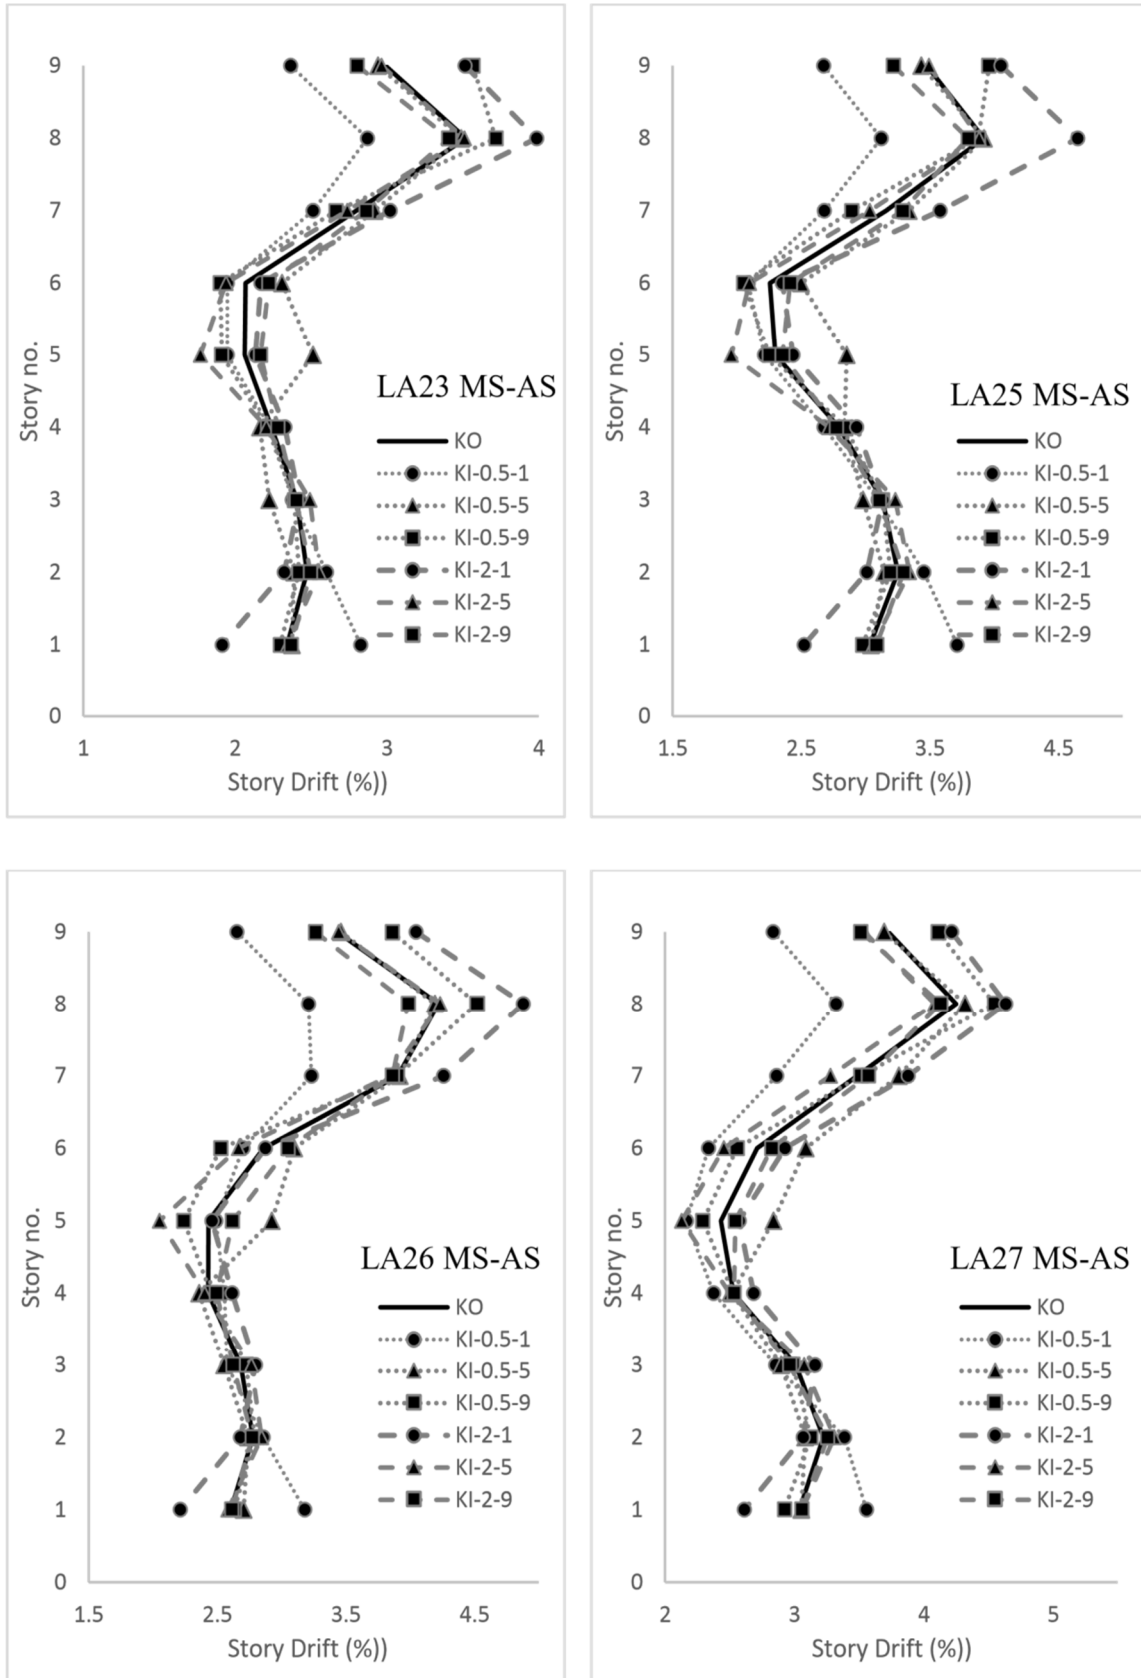 9
8
7
6
5
4
3
2
1
0
Story no.
1
2
3
4
Story Drift (%))
LA23 MS-AS
KO
KI-0.5-1
KI-0.5-5
KI-0.5-9
KI-2-1
KI-2-5
KI-2-9
9
8
7
6
5
4
3
2
1
0
Story no.
1.5
2.5
3.5
4.5
Story Drift (%))
LA25 MS-AS
KO
KI-0.5-1
KI-0.5-5
KI-0.5-9
KI-2-1
KI-2-5
KI-2-9
9
8
7
6
5
4
3
2
1
0
Story no.
1.5
2.5
3.5
4.5
Story Drift (%))
LA26 MS-AS
KO
KI-0.5-1
KI-0.5-5
KI-0.5-9
KI-2-1
KI-2-5
KI-2-9
9
8
7
6
5
4
3
2
1
0
Story no.
2
3
4
5
Story Drift (%))
LA27 MS-AS
KO
KI-0.5-1
KI-0.5-5
KI-0.5-9
KI-2-1
KI-2-5
KI-2-9